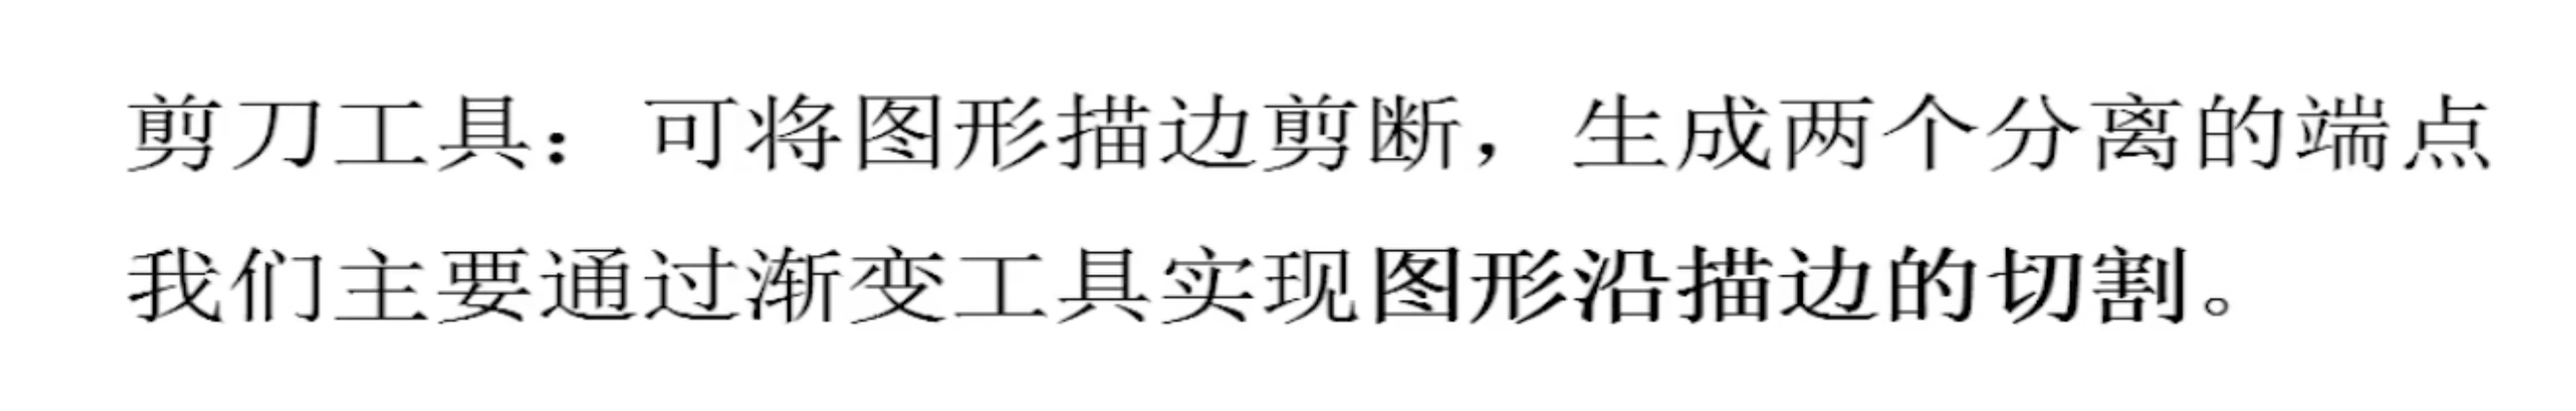 剪刀工具：可将图形描边剪断，生成两个分离的端点
我们主要通过渐变工具实现图形沿描边的切割。